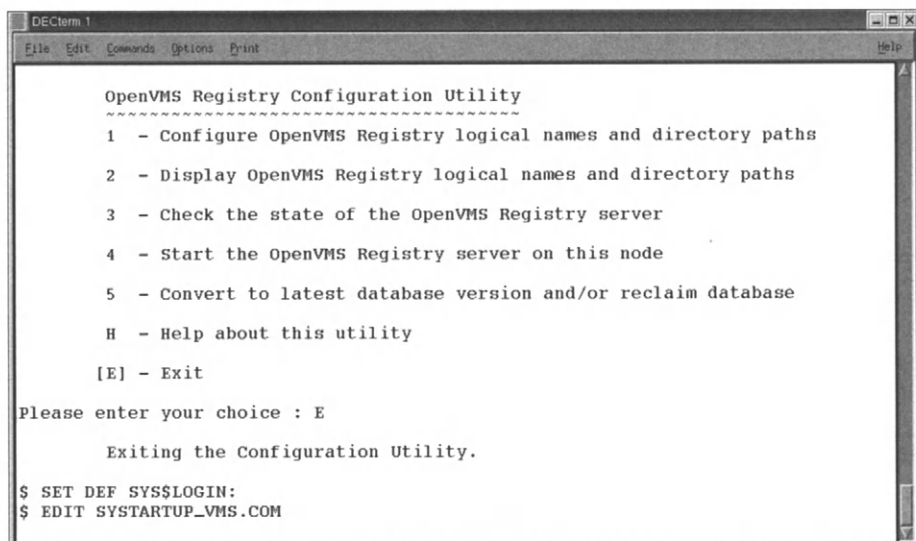 DECterm 1
File Edit Commands Options Print Help
OpenVMS Registry Configuration Utility
~~~~~~~~~~~~~~~~~~~~~~~~~~~~~~~~~~~~~~
1 - Configure OpenVMS Registry logical names and directory paths
2 - Display OpenVMS Registry logical names and directory paths
3 - Check the state of the OpenVMS Registry server
4 - Start the OpenVMS Registry server on this node
5 - Convert to latest database version and/or reclaim database
H - Help about this utility
[E] - Exit
Please enter your choice : E
Exiting the Configuration Utility.
$ SET DEF SYS$LOGIN:
$ EDIT SYSTARTUP_VMS.COM